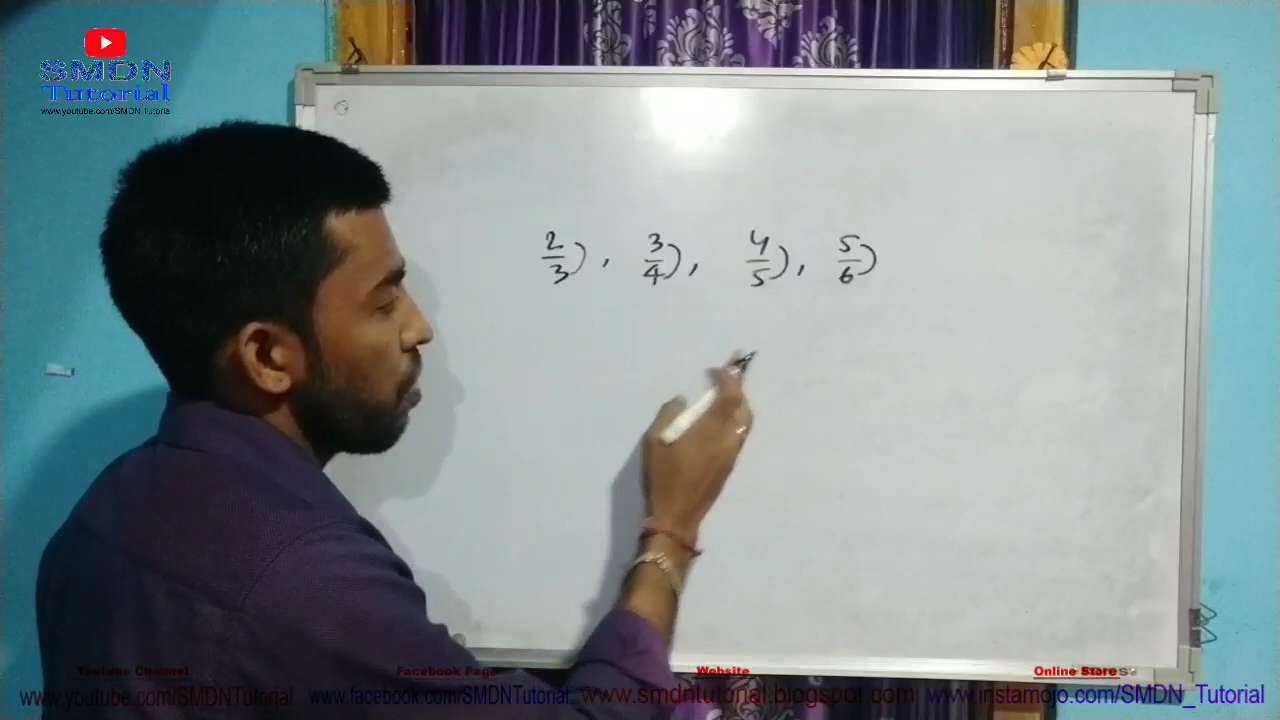 SMDN
Tutorial
www.youtube.com/SMDN Tutoria
2/3), 3/4), 4/5), 5/6)
Youtube Channel Facebook Page Website Online Store
www.youtube.com/SMDNTutorial www.facebook.com/SMDNTutorial www.smdntutorial.blogspot.com www.instamojo.com/SMDN_Tutorial